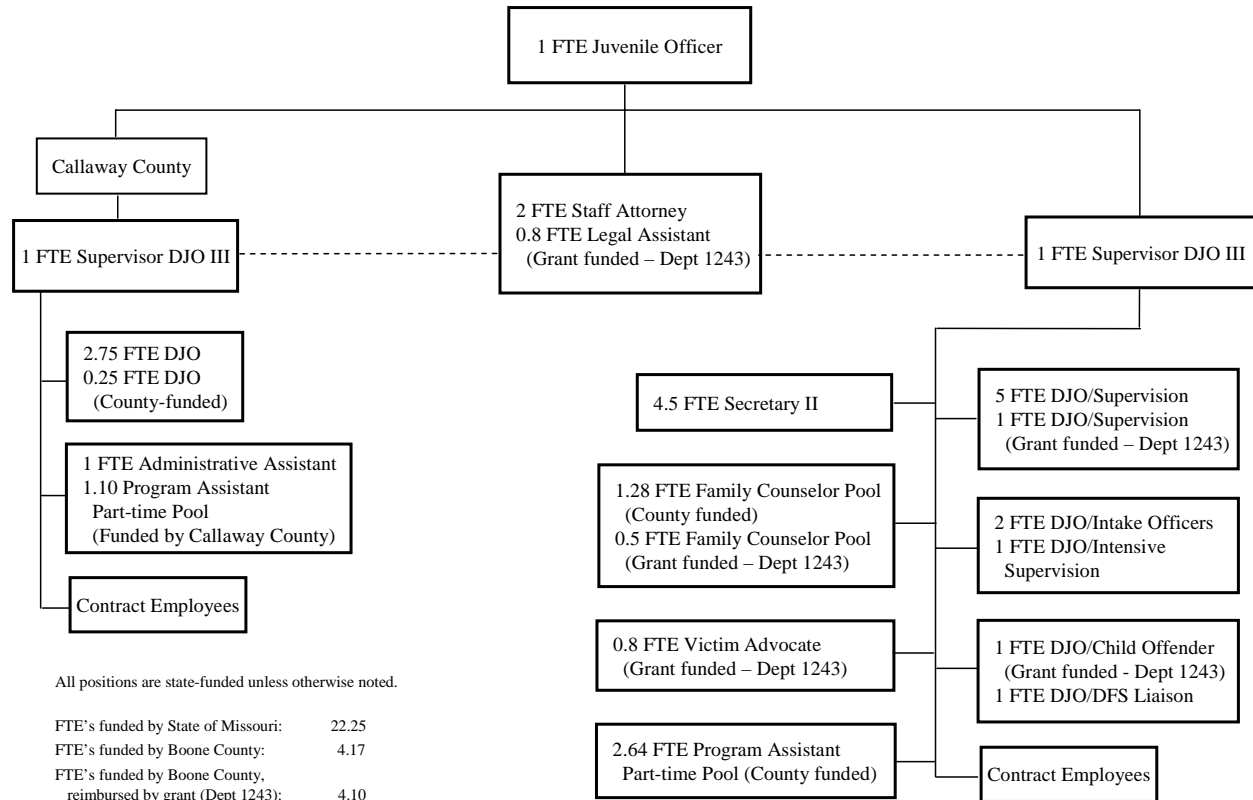 1 FTE Juvenile Officer
Callaway County
1 FTE Supervisor DJO III
2 FTE Staff Attorney
0.8 FTE Legal Assistant
(Grant funded – Dept 1243)
1 FTE Supervisor DJO III
2.75 FTE DJO
0.25 FTE DJO
(County-funded)
1 FTE Administrative Assistant
1.10 Program Assistant
Part-time Pool
(Funded by Callaway County)
Contract Employees
4.5 FTE Secretary II
1.28 FTE Family Counselor Pool
(County funded)
0.5 FTE Family Counselor Pool
(Grant funded – Dept 1243)
0.8 FTE Victim Advocate
(Grant funded – Dept 1243)
2.64 FTE Program Assistant
Part-time Pool (County funded)
5 FTE DJO/Supervision
1 FTE DJO/Supervision
(Grant funded – Dept 1243)
2 FTE DJO/Intake Officers
1 FTE DJO/Intensive
Supervision
1 FTE DJO/Child Offender
(Grant funded - Dept 1243)
1 FTE DJO/DFS Liaison
Contract Employees
All positions are state-funded unless otherwise noted.
FTE's funded by State of Missouri: 22.25
FTE's funded by Boone County: 4.17
FTE's funded by Boone County,
reimbursed by grant (Dept 1243): 4.10